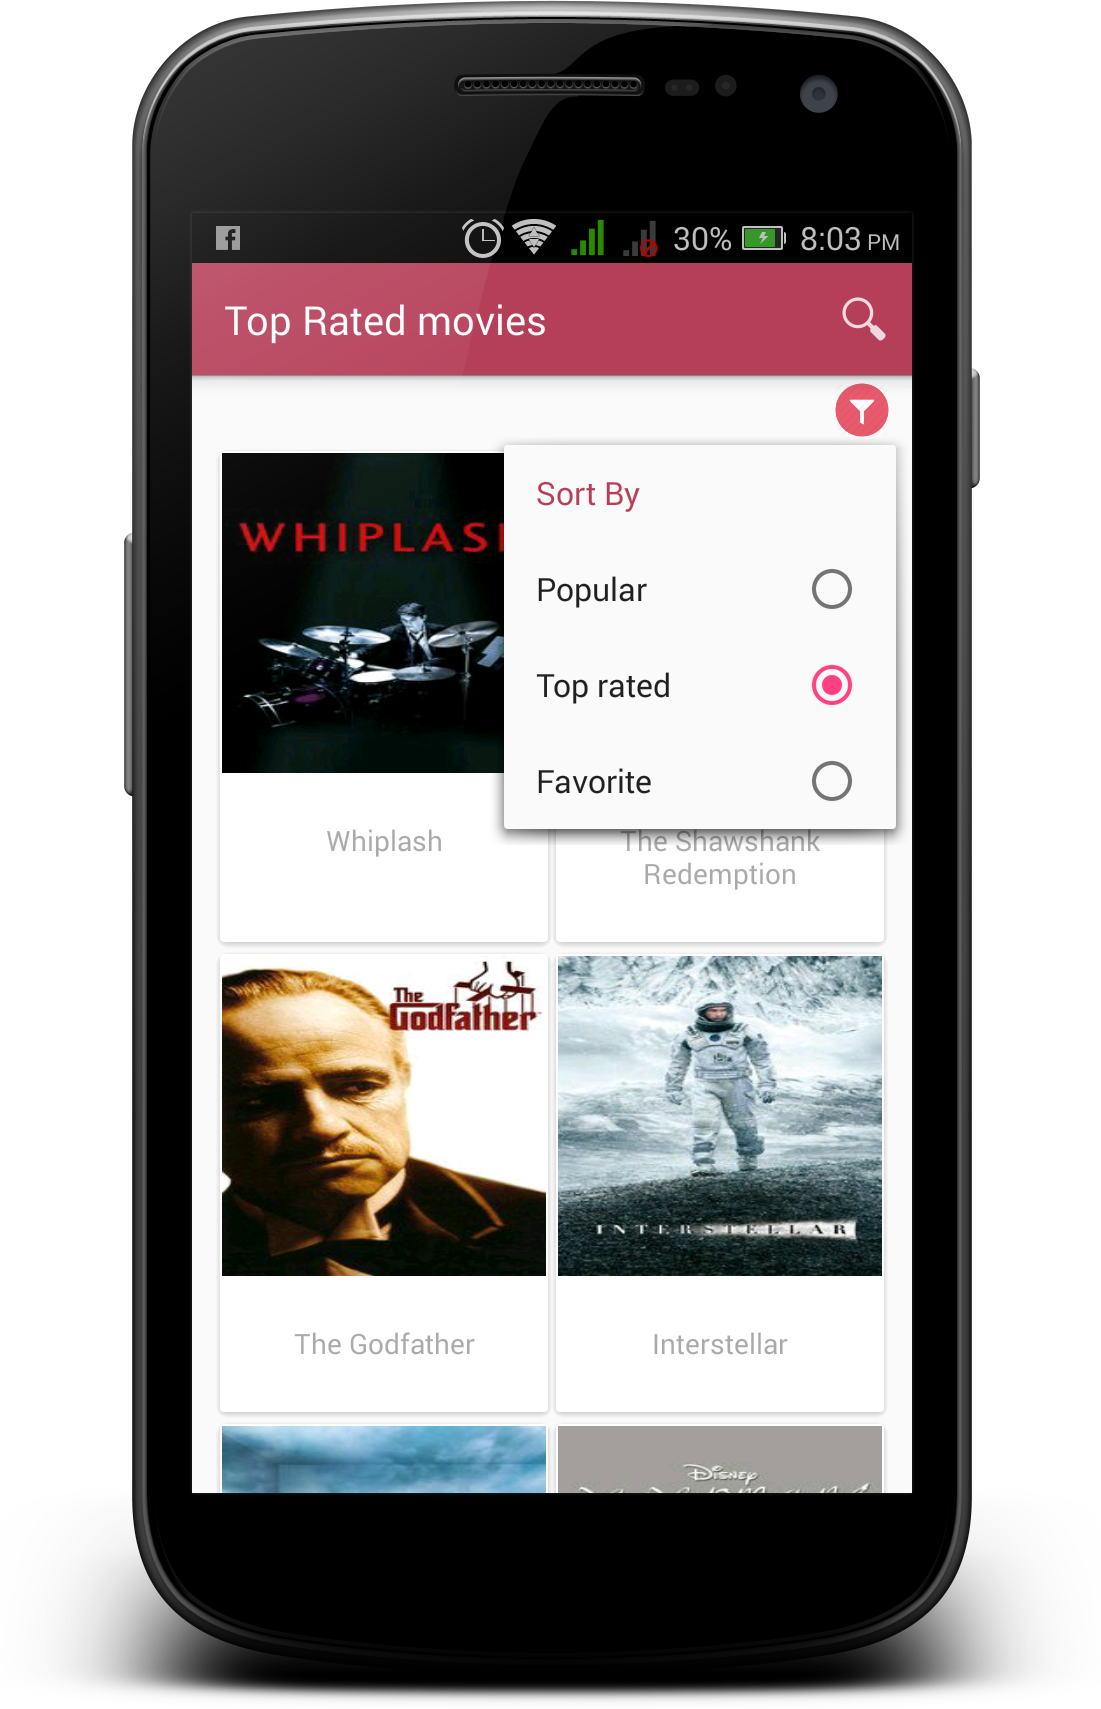 30% 8:03 PM
Top Rated movies
Sort By
Popular
Top rated
Favorite
Whiplash
The Shawshank
Redemption
The
Godfather
INTERSTELLAR
The Godfather
Interstellar
Disney